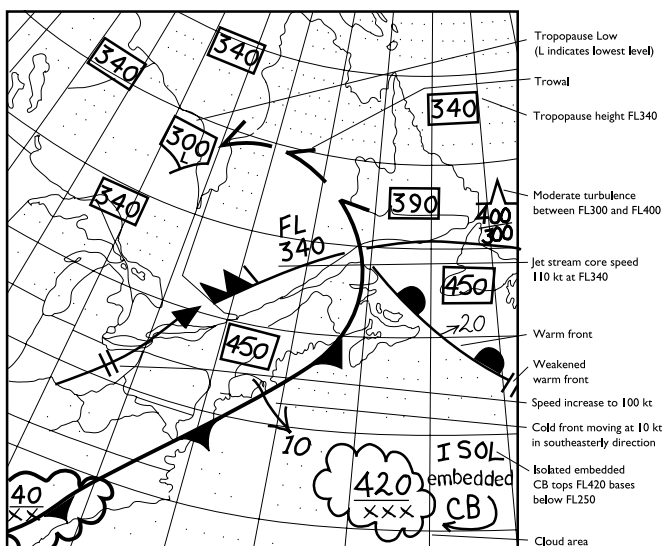 340
340
300
L
340
340
390
400
300
FL
340
450
20
450
10
40
XX
420
XXX
ISOL
embedded
CB
Tropopause Low
(L indicates lowest level)
Trowal
Tropopause height FL340
Moderate turbulence
between FL300 and FL400
Jet stream core speed
110 kt at FL340
Warm front
Weakened
warm front
Speed increase to 100 kt
Cold front moving at 10 kt
in southeasterly direction
Isolated embedded
CB tops FL420 bases
below FL250
Cloud area